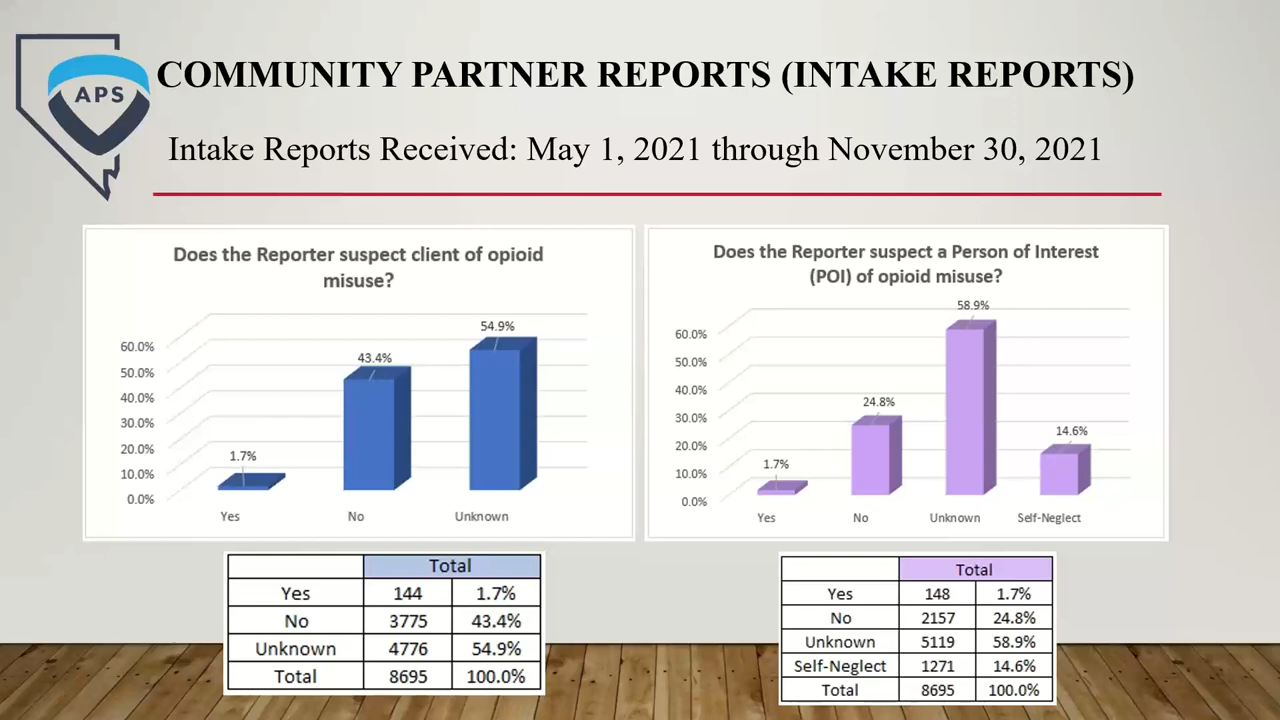 APS
COMMUNITY PARTNER REPORTS (INTAKE REPORTS)
Intake Reports Received: May 1, 2021 through November 30, 2021
Does the Reporter suspect client of opioid
misuse?
60.0%
50.0%
40.0%
30.0%
20.0%
10.0%
0.0%
1.7%
43.4%
54.9%
Yes No Unknown
Total
Yes 144 1.7%
No 3775 43.4%
Unknown 4776 54.9%
Total 8695 100.0%
Does the Reporter suspect a Person of Interest
(POI) of opioid misuse?
60.0%
50.0%
40.0%
30.0%
20.0%
10.0%
0.0%
1.7%
24.8%
58.9%
14.6%
Yes No Unknown Self-Neglect
Total
Yes 148 1.7%
No 2157 24.8%
Unknown 5119 58.9%
Self-Neglect 1271 14.6%
Total 8695 100.0%